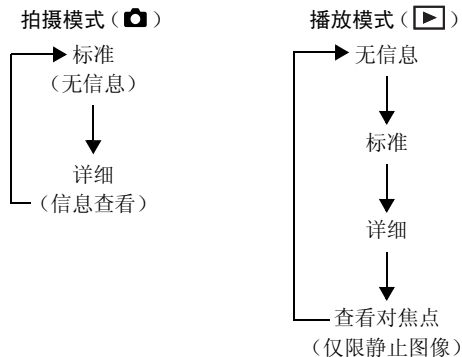 拍摄模式（）
标准
（无信息）
详细
（信息查看）
播放模式（）
无信息
标准
详细
查看对焦点
（仅限静止图像）